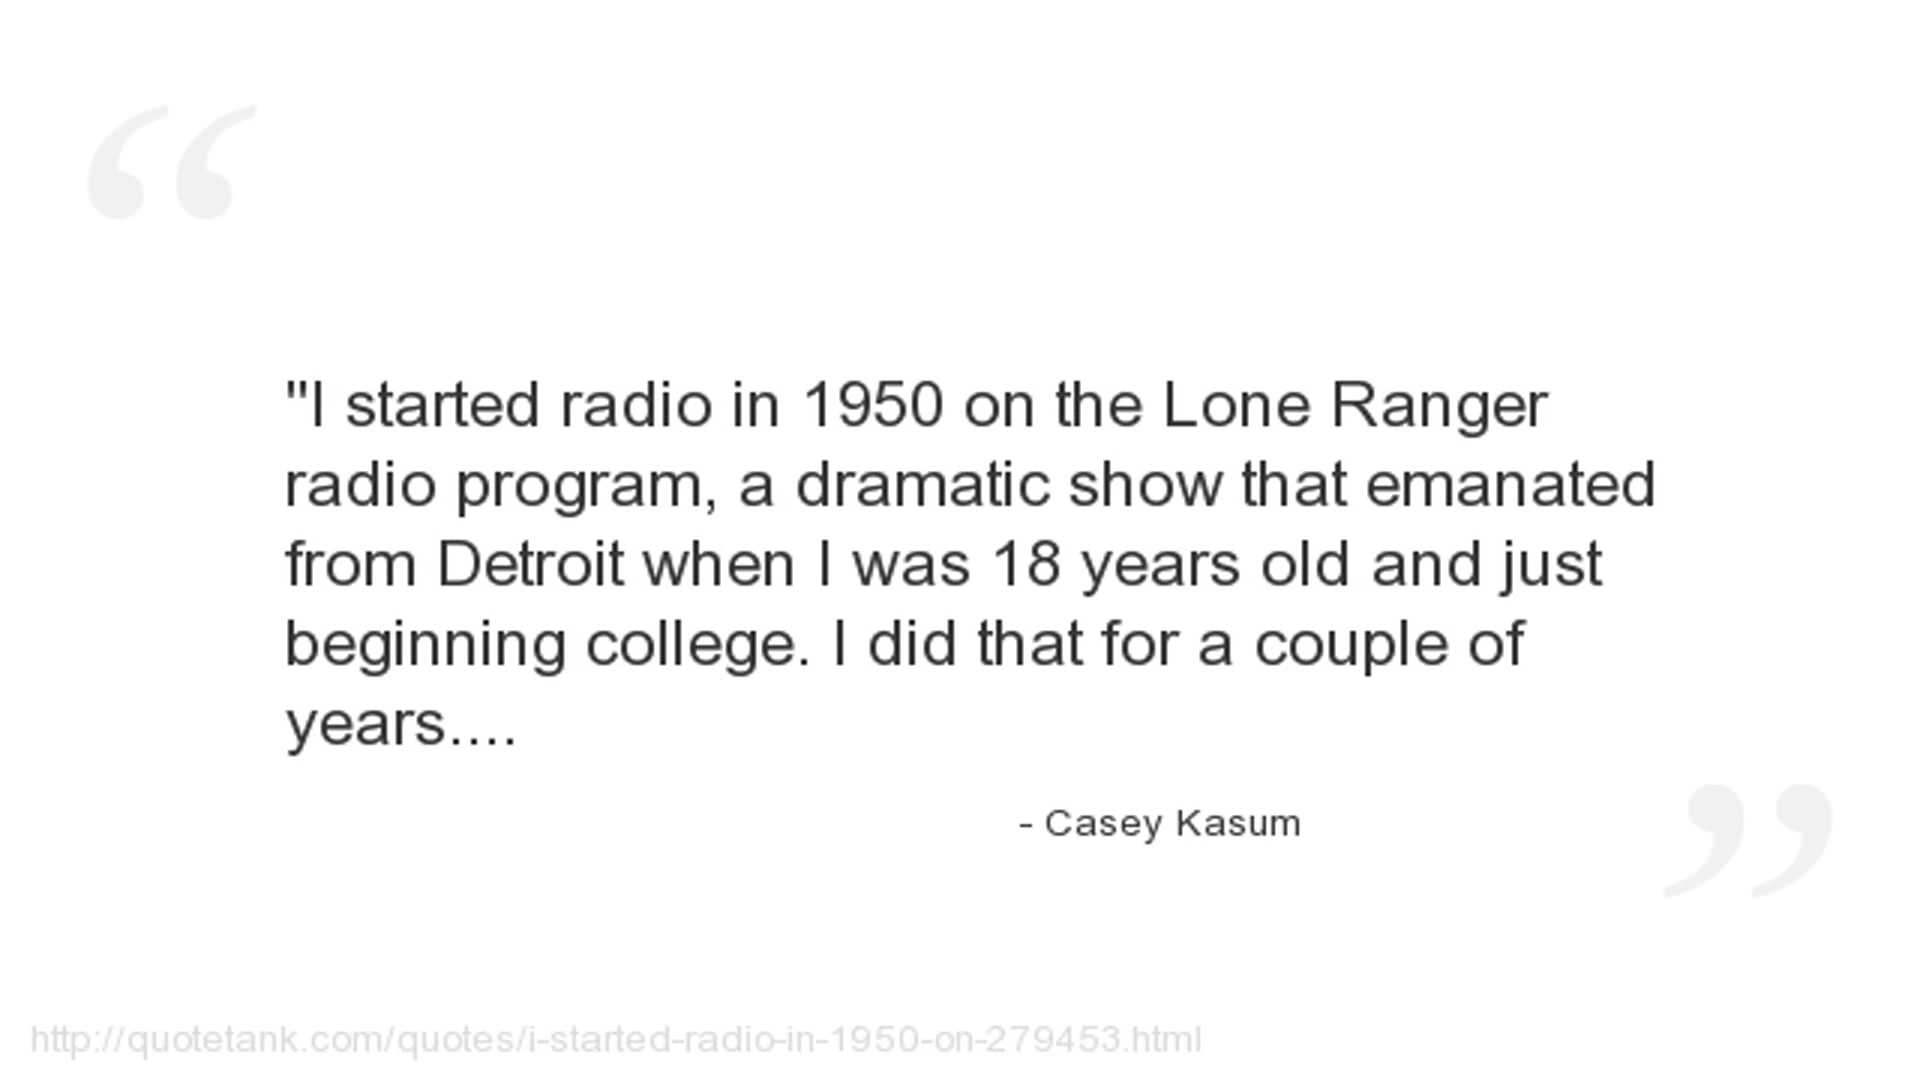 "I started radio in 1950 on the Lone Ranger
radio program, a dramatic show that emanated
from Detroit when I was 18 years old and just
beginning college. I did that for a couple of
years....
- Casey Kasum
http://quotetank.com/quotes/i-started-radio-in-1950-on-279453.html